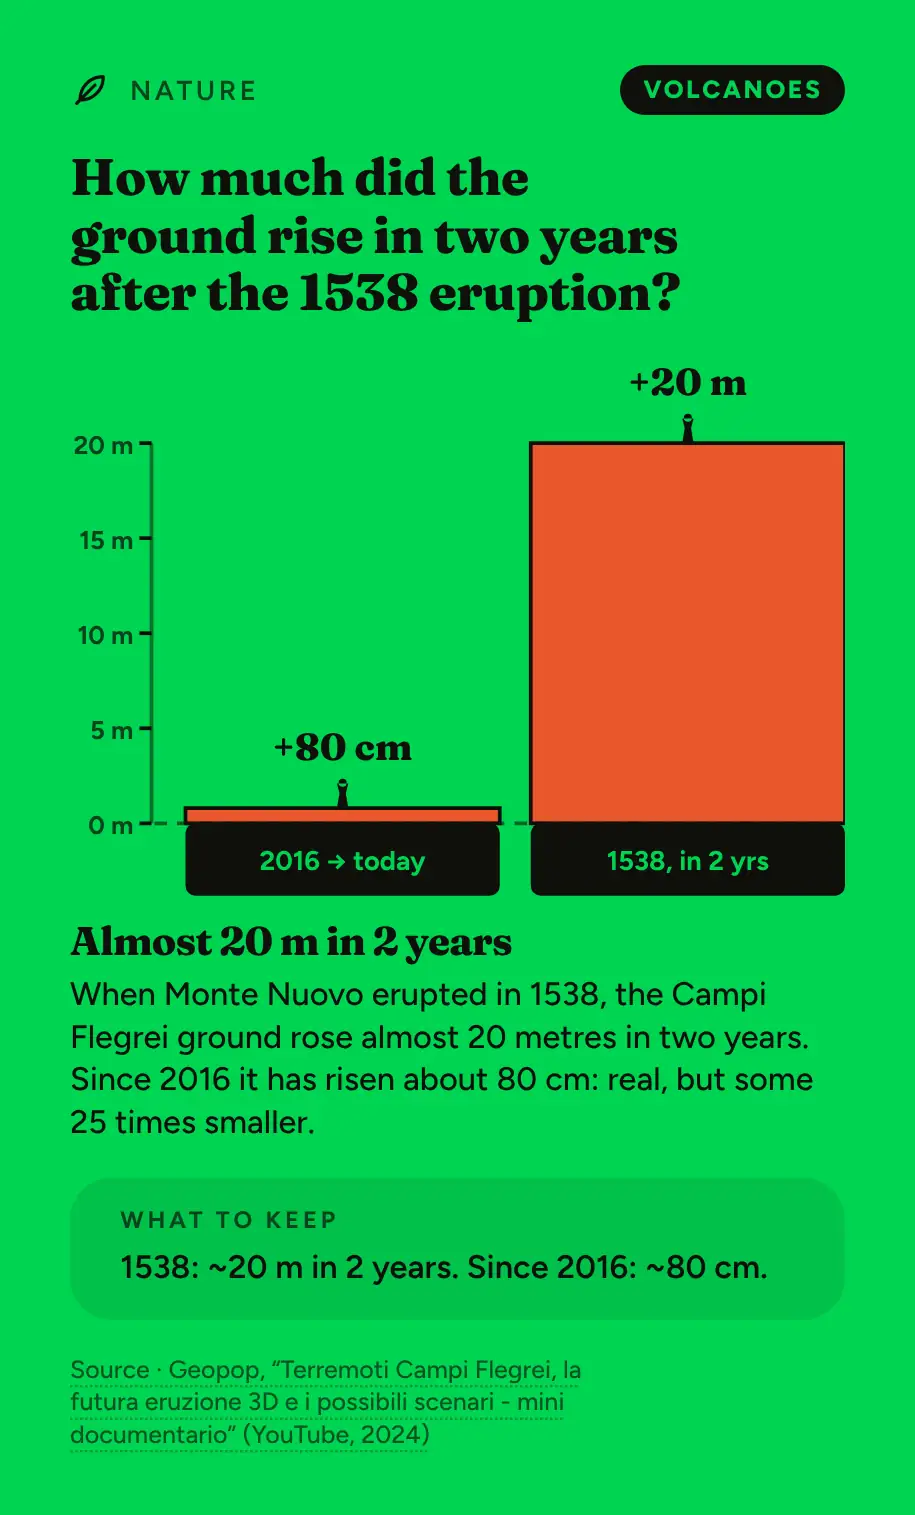 NATURE
VOLCANOES
How much did the
ground rise in two years
after the 1538 eruption?
+20 m
20 m
15 m
10 m
5 m
+80 cm
0 m
2016 → today
1538, in 2 yrs
Almost 20 m in 2 years
When Monte Nuovo erupted in 1538, the Campi
Flegrei ground rose almost 20 metres in two years.
Since 2016 it has risen about 80 cm: real, but some
25 times smaller.
WHAT TO KEEP
1538: ~20 m in 2 years. Since 2016: ~80 cm.
Source · Geopop, “Terremoti Campi Flegrei, la
futura eruzione 3D e i possibili scenari - mini
documentario” (YouTube, 2024)